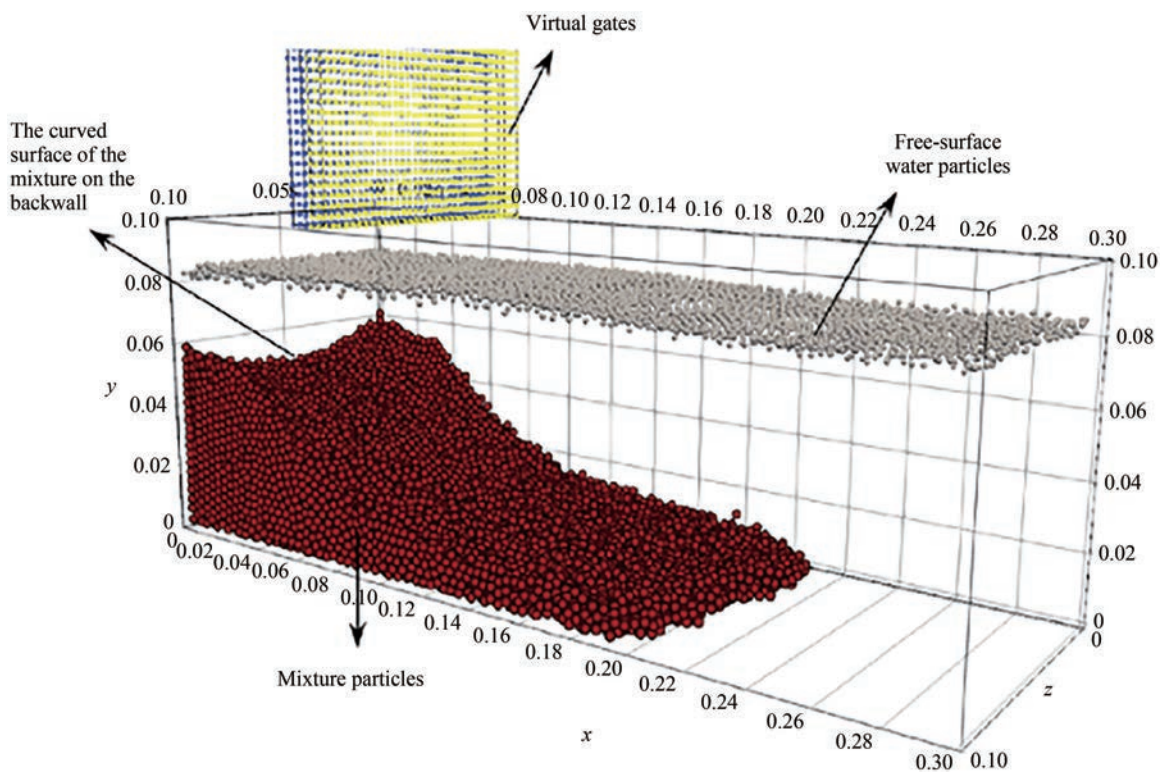 Virtual gates
The curved
surface of the
mixture on the
backwall
Free-surface
water particles
0.10
0.05
0.08 0.10 0.12 0.14 0.16 0.18 0.20 0.22 0.24 0.26 0.28 0.30
0.10
0.08
0.06
0.04
0.02
0
y
0.10
0.08
0.06
0.04
0.02
0
0
z
0.10
0 0.02 0.04 0.06 0.08 0.10 0.12 0.14 0.16 0.18 0.20 0.22 0.24 0.26 0.28 0.30
Mixture particles
x